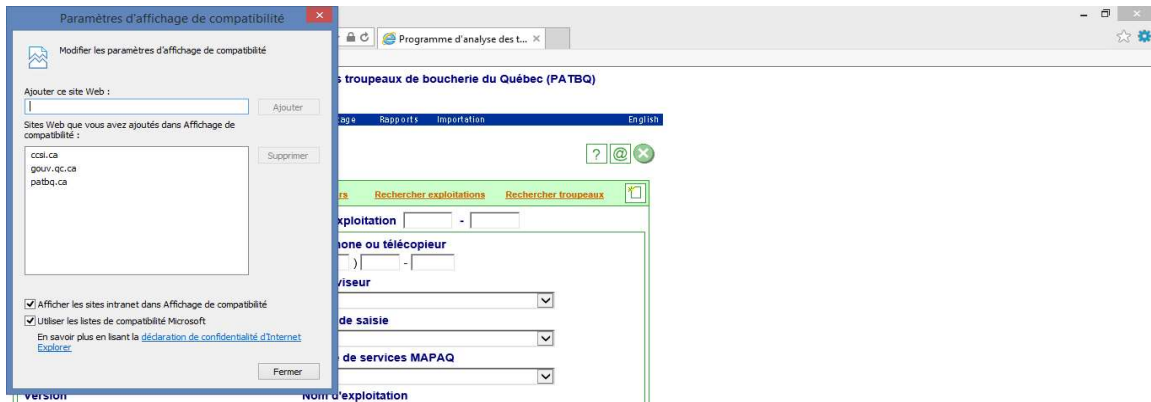 Paramètres d'affichage de compatibilité
Modifier les paramètres d'affichage de compatibilité
Ajouter ce site Web :
Ajouter
Sites Web que vous avez ajoutés dans Affichage de
compatibilité :
ccsi.ca
gouv.qc.ca
patbq.ca
Supprimer
Afficher les sites intranet dans Affichage de compatibilité
Utiliser les listes de compatibilité Microsoft
En savoir plus en lisant la déclaration de confidentialité d'Internet
Explorer
Fermer
Programme d'analyse des t...
s troupeaux de boucherie du Québec (PATBQ)
Rapports Importation English
? @
Rechercher exploitations Rechercher troupeaux
xploitation -
hone ou télécopieur
) -
viseur
de saisie
de services MAPAQ
Version Nom d'exploitation